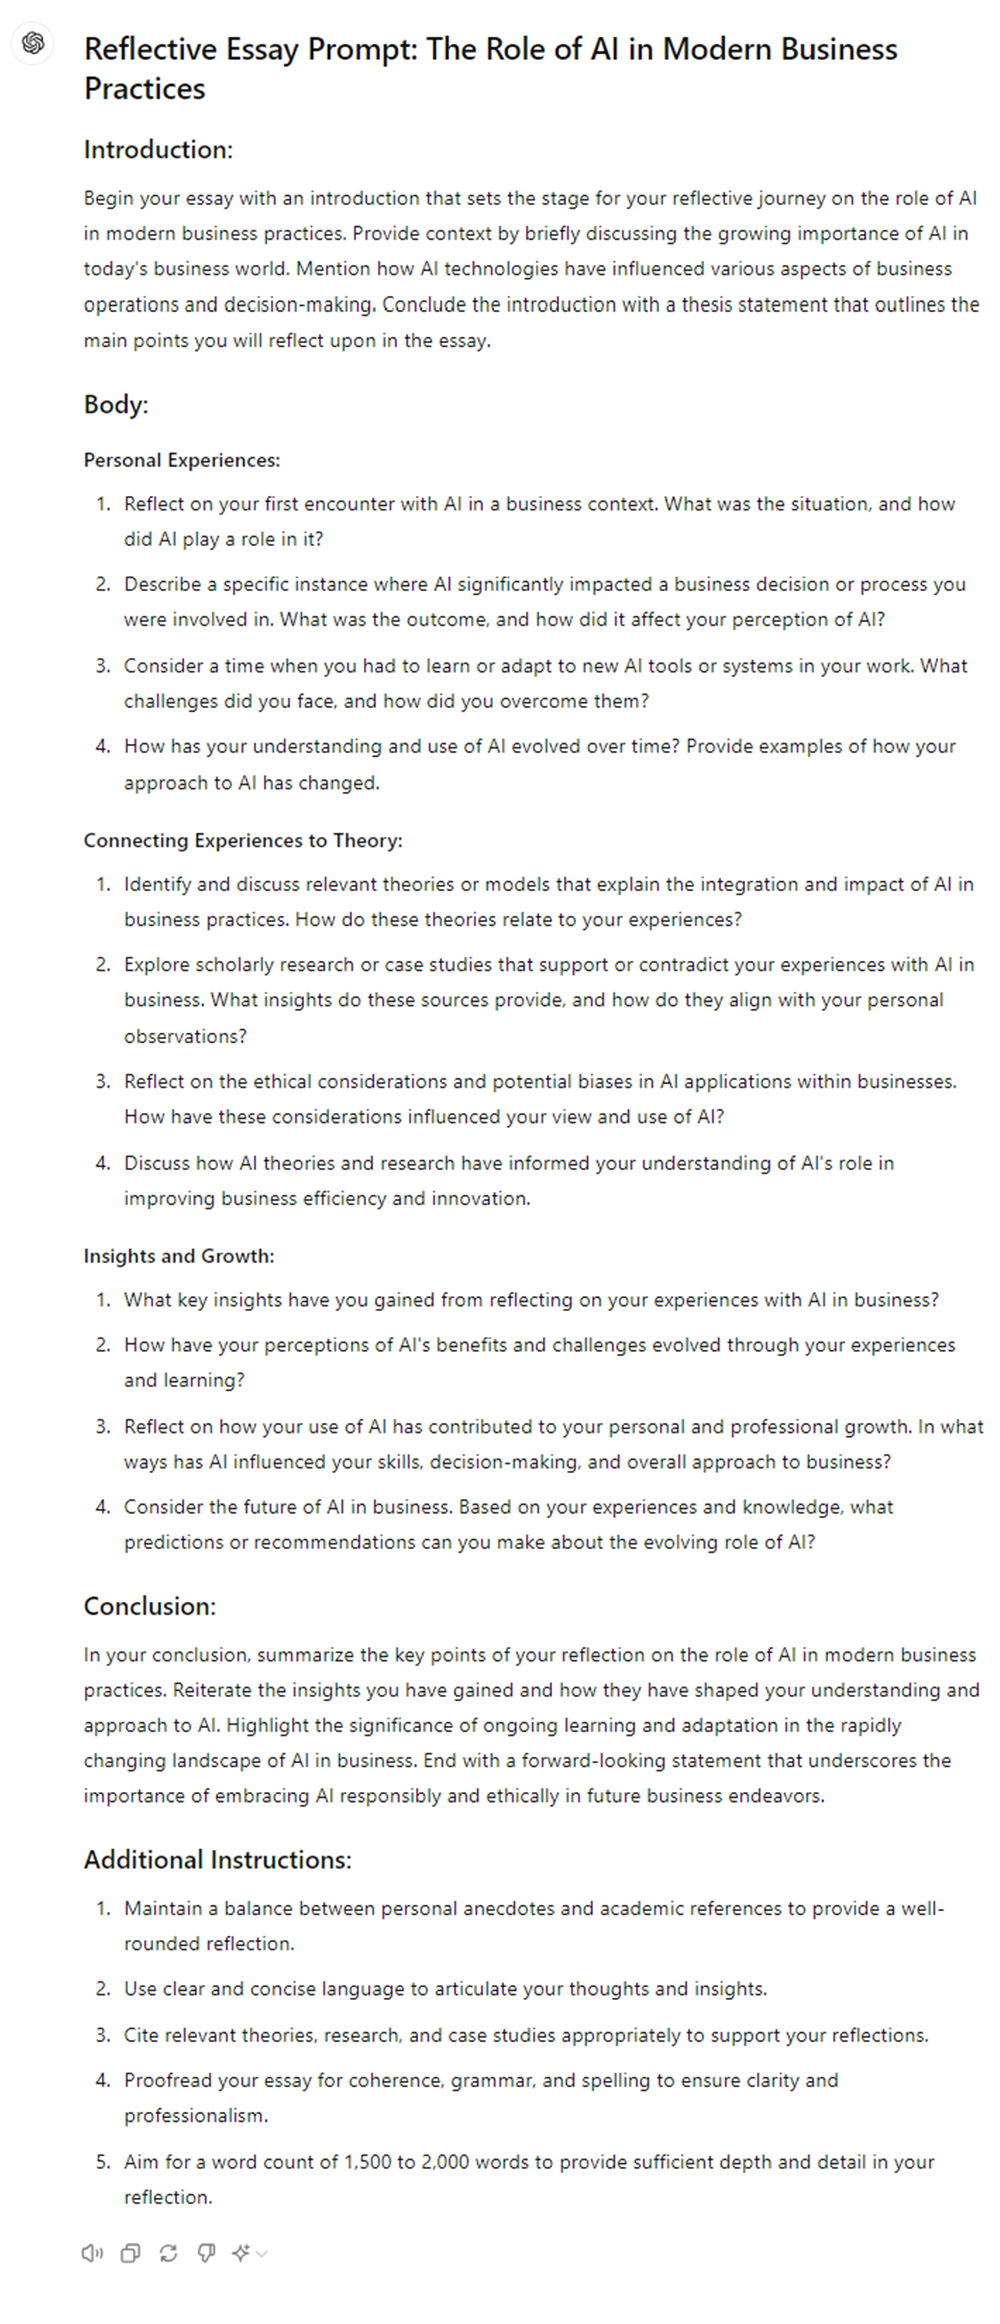 Reflective Essay Prompt: The Role of AI in Modern Business
Practices
Introduction:
Begin your essay with an introduction that sets the stage for your reflective journey on the role of AI
in modern business practices. Provide context by briefly discussing the growing importance of AI in
today's business world. Mention how AI technologies have influenced various aspects of business
operations and decision-making. Conclude the introduction with a thesis statement that outlines the
main points you will reflect upon in the essay.
Body:
Personal Experiences:
1. Reflect on your first encounter with AI in a business context. What was the situation, and how
did AI play a role in it?
2. Describe a specific instance where AI significantly impacted a business decision or process you
were involved in. What was the outcome, and how did it affect your perception of AI?
3. Consider a time when you had to learn or adapt to new AI tools or systems in your work. What
challenges did you face, and how did you overcome them?
4. How has your understanding and use of AI evolved over time? Provide examples of how your
approach to AI has changed.
Connecting Experiences to Theory:
1. Identify and discuss relevant theories or models that explain the integration and impact of AI in
business practices. How do these theories relate to your experiences?
2. Explore scholarly research or case studies that support or contradict your experiences with AI in
business. What insights do these sources provide, and how do they align with your personal
observations?
3. Reflect on the ethical considerations and potential biases in AI applications within businesses.
How have these considerations influenced your view and use of AI?
4. Discuss how AI theories and research have informed your understanding of AI's role in
improving business efficiency and innovation.
Insights and Growth:
1. What key insights have you gained from reflecting on your experiences with AI in business?
2. How have your perceptions of AI's benefits and challenges evolved through your experiences
and learning?
3. Reflect on how your use of AI has contributed to your personal and professional growth. In what
ways has AI influenced your skills, decision-making, and overall approach to business?
4. Consider the future of AI in business. Based on your experiences and knowledge, what
predictions or recommendations can you make about the evolving role of AI?
Conclusion:
In your conclusion, summarize the key points of your reflection on the role of AI in modern business
practices. Reiterate the insights you have gained and how they have shaped your understanding and
approach to AI. Highlight the significance of ongoing learning and adaptation in the rapidly
changing landscape of AI in business. End with a forward-looking statement that underscores the
importance of embracing AI responsibly and ethically in future business endeavors.
Additional Instructions:
1. Maintain a balance between personal anecdotes and academic references to provide a well-
rounded reflection.
2. Use clear and concise language to articulate your thoughts and insights.
3. Cite relevant theories, research, and case studies appropriately to support your reflections.
4. Proofread your essay for coherence, grammar, and spelling to ensure clarity and
professionalism.
5. Aim for a word count of 1,500 to 2,000 words to provide sufficient depth and detail in your
reflection.